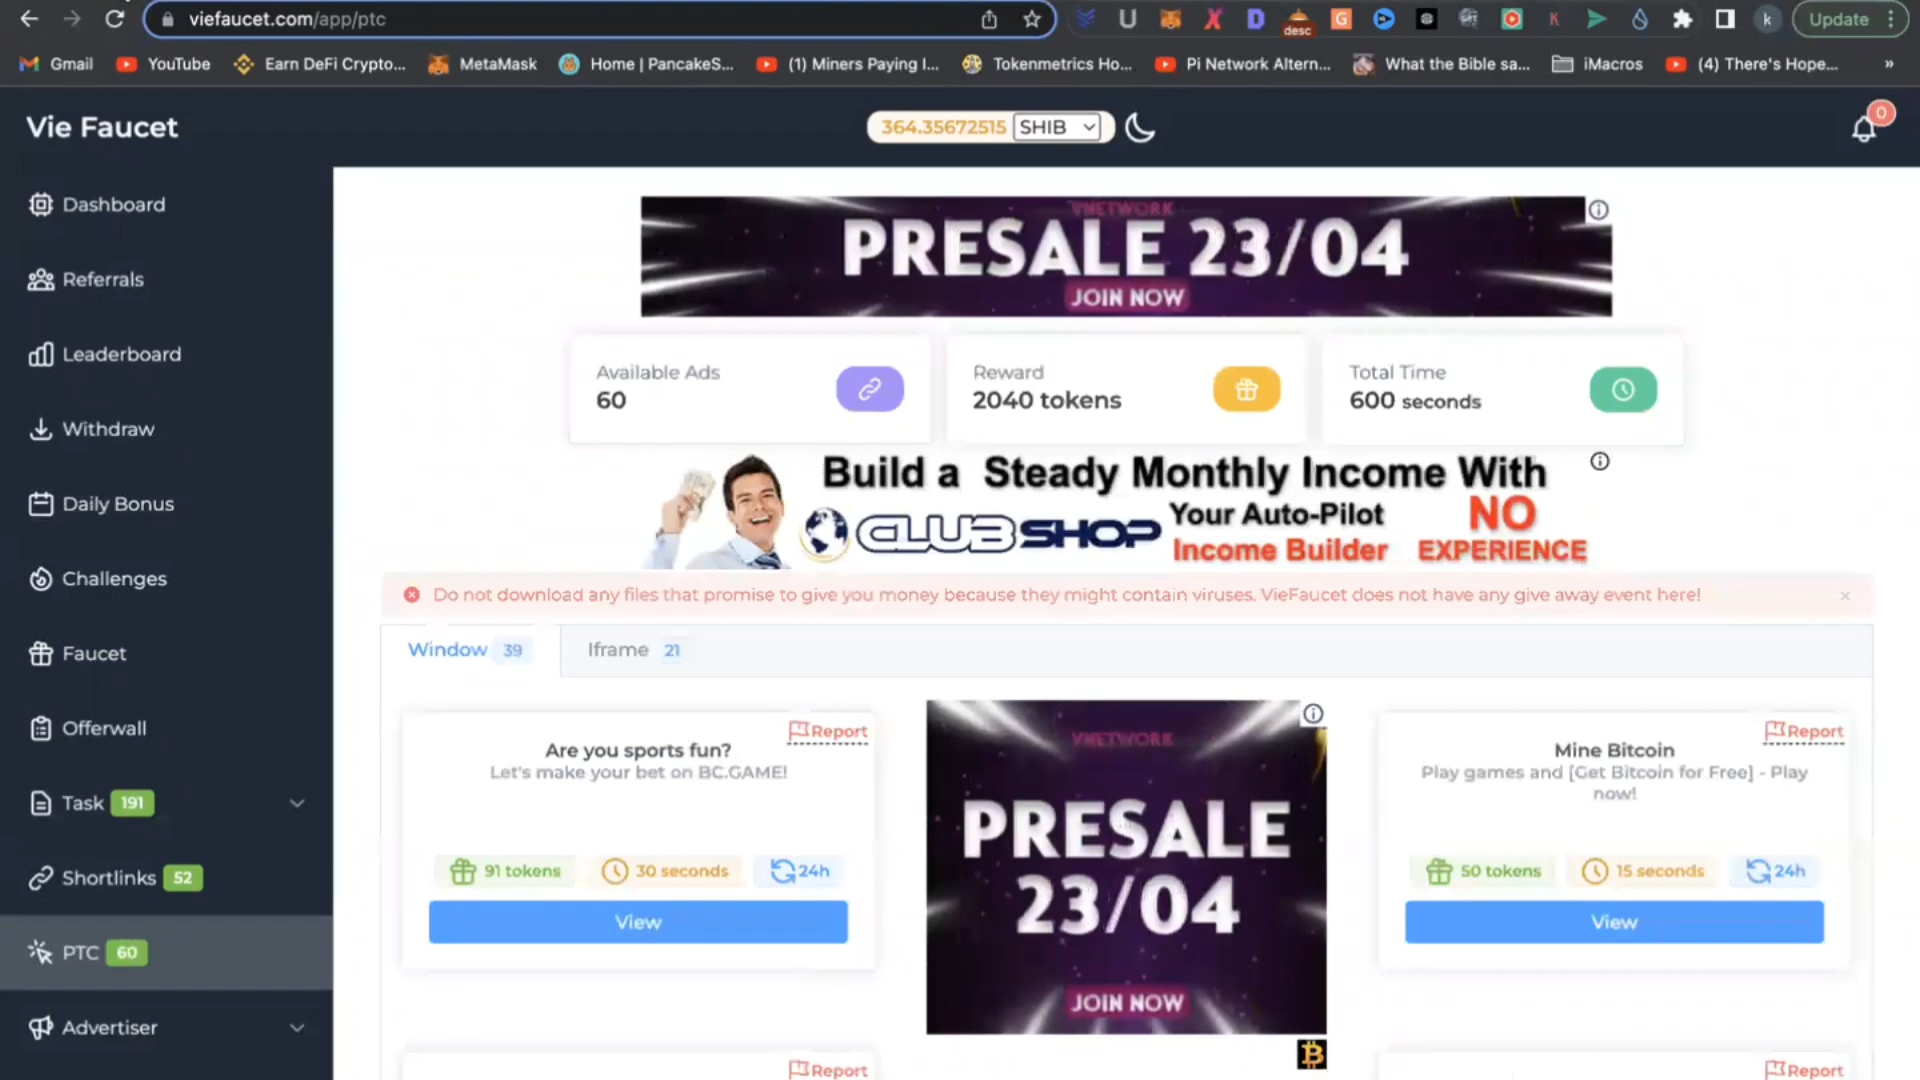 viefaucet.com/app/ptc
desc
k
Update
Gmail
YouTube
Earn DeFi Crypto...
MetaMask
Home | PancakeS...
(1) Miners Paying I...
Tokenmetrics Ho...
Pi Network Altern...
What the Bible sa...
iMacros
(4) There's Hope...
»
Vie Faucet
364.35672515 SHIB
0
Dashboard
Referrals
Leaderboard
Withdraw
Daily Bonus
Challenges
Faucet
Offerwall
Task 191
Shortlinks 52
PTC 60
Advertiser
VNETWORK
PRESALE 23/04
JOIN NOW
Available Ads
60
Reward
2040 tokens
Total Time
600 seconds
Build a Steady Monthly Income With
CLUBSHOP
Your Auto-Pilot
Income Builder
NO
EXPERIENCE
Do not download any files that promise to give you money because they might contain viruses. VieFaucet does not have any give away event here!
Window 39
Iframe 21
Report
Are you sports fun?
Let's make your bet on BC.GAME!
91 tokens
30 seconds
24h
View
VNETWORK
PRESALE
23/04
JOIN NOW
Report
Mine Bitcoin
Play games and [Get Bitcoin for Free] - Play
now!
50 tokens
15 seconds
24h
View
Report
Report